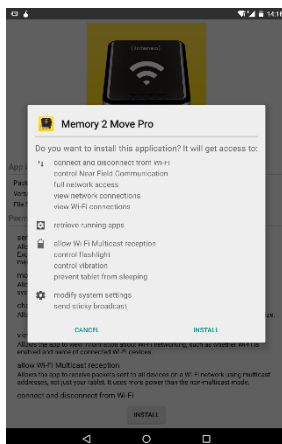 14:18
(intenso)
Memory 2 Move Pro
Do you want to install this application? It will get access to:
connect and disconnect from Wi-Fi
control Near Field Communication
full network access
view network connections
view Wi-Fi connections
retrieve running apps
allow Wi-Fi Multicast reception
control flashlight
control vibration
prevent tablet from sleeping
modify system settings
send sticky broadcast
CANCEL
INSTALL
Allows the app to view information about Wi-Fi networking, such as whether Wi-Fi is
enabled and name of connected Wi-Fi devices
allow Wi-Fi Multicast reception
Allows the app to receive packets sent to all devices on a Wi-Fi network using multicast
addresses, not just your tablet. It uses more power than the non-multicast mode.
connect and disconnect from Wi-Fi
INSTALL